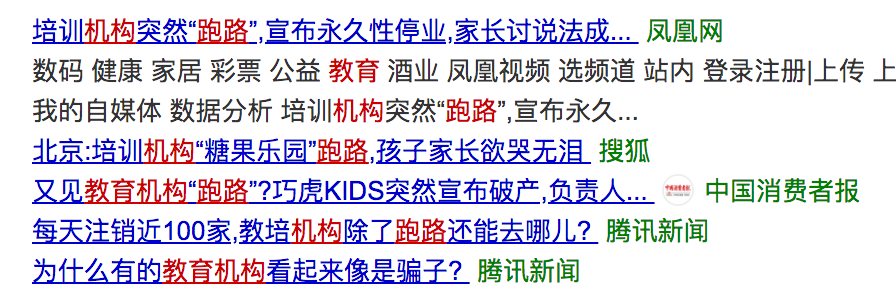 培训机构突然“跑路”,宣布永久性停业,家长讨说法成... 凤凰网
数码 健康 家居 彩票 公益 教育 酒业 凤凰视频 选频道 站内 登录注册|上传 上
我的自媒体 数据分析 培训机构突然“跑路”,宣布永久...
北京:培训机构“糖果乐园”跑路,孩子家长欲哭无泪 搜狐
又见教育机构“跑路”?巧虎KIDS突然宣布破产,负责人... 中国消费者报
每天注销近100家,教培机构除了跑路还能去哪儿? 腾讯新闻
为什么有的教育机构看起来像是骗子? 腾讯新闻